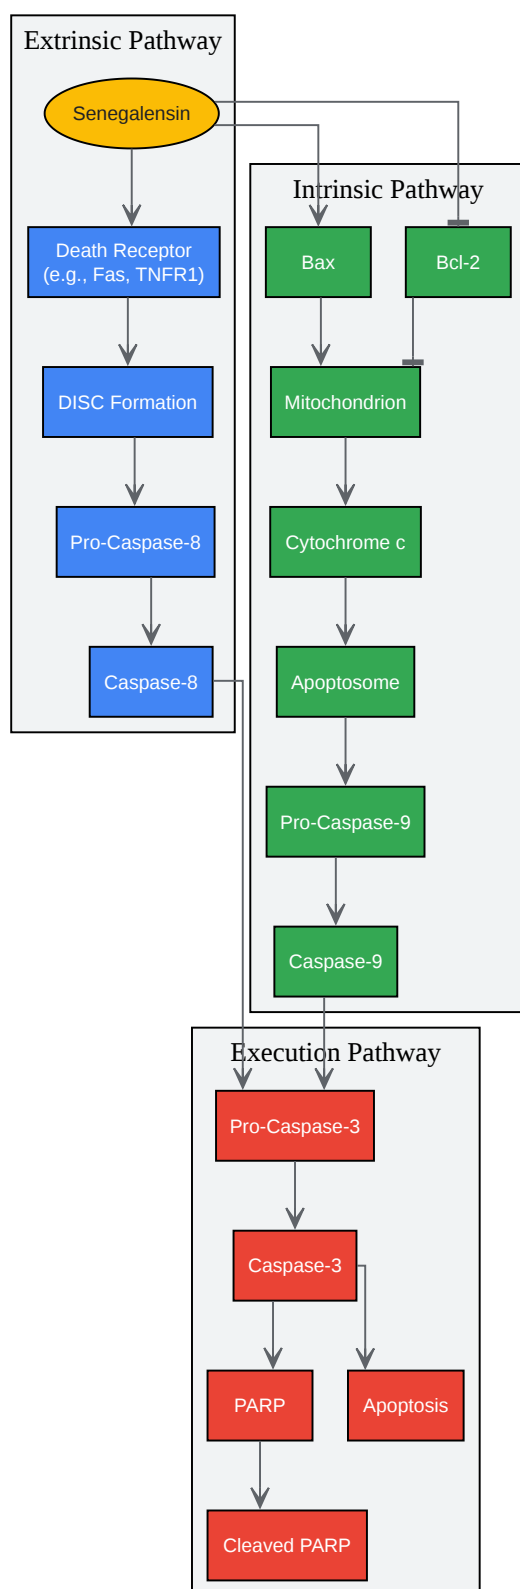 Extrinsic Pathway
Senegalensin
Death Receptor
(e.g., Fas, TNFR1)
DISC Formation
Pro-Caspase-8
Caspase-8
Intrinsic Pathway
Bax
Bcl-2
Mitochondrion
Cytochrome c
Apoptosome
Pro-Caspase-9
Caspase-9
Execution Pathway
Pro-Caspase-3
Caspase-3
PARP
Apoptosis
Cleaved PARP